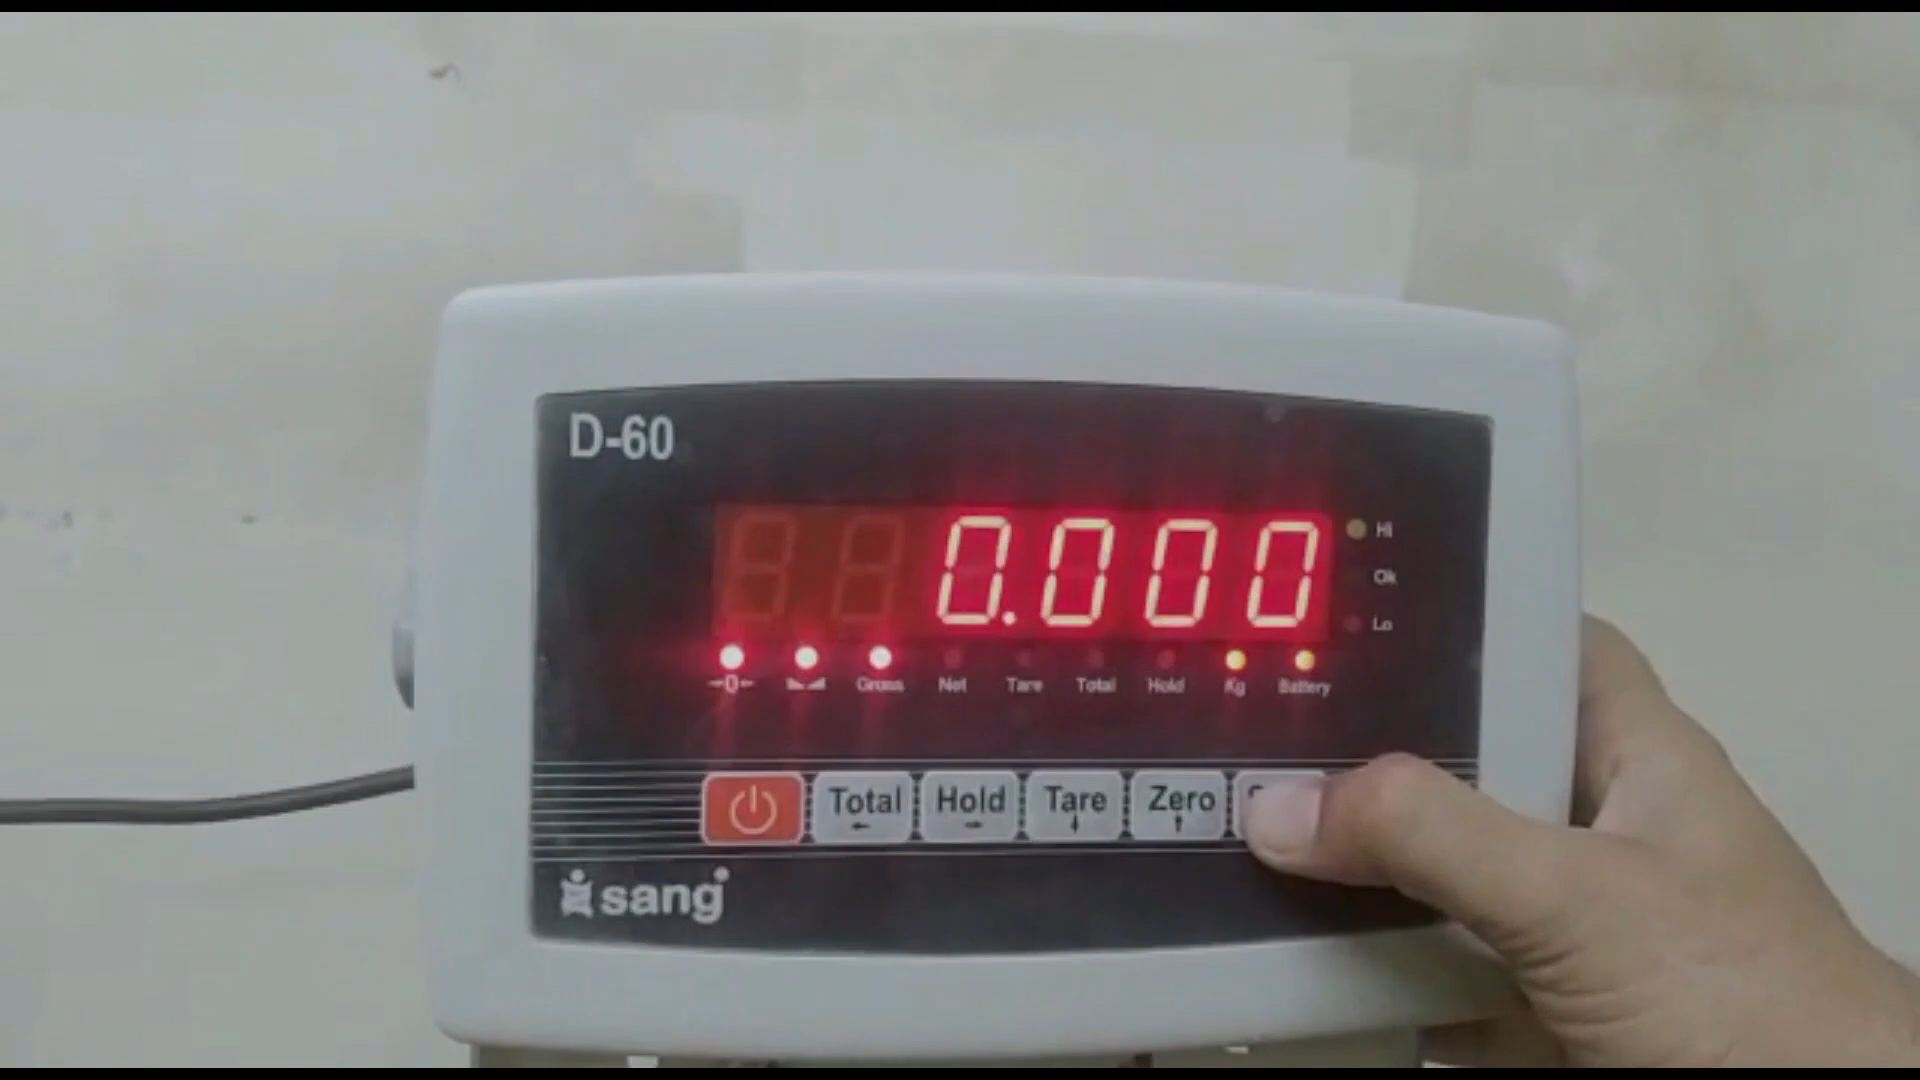 D-60
0.000
Hi
Ok
Lo
→0← Gross Net Tare Total Hold Kg Battery
Total Hold Tare Zero
sang